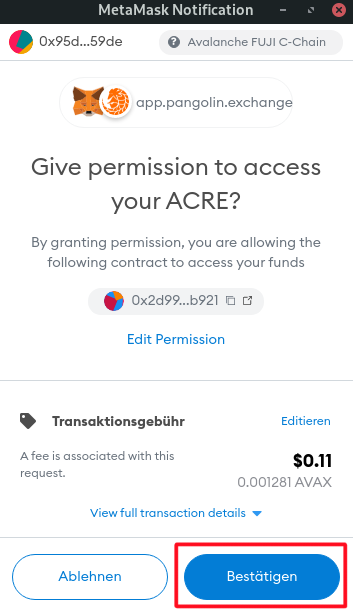 MetaMask Notification
0x95d...59de
Avalanche FUJI C-Chain
app.pangolin.exchange
Give permission to access
your ACRE?
By granting permission, you are allowing the
following contract to access your funds
0x2d99...b921
Edit Permission
Transaktionsgebühr
Editieren
A fee is associated with this
request.
$0.11
0.001281 AVAX
View full transaction details
Ablehnen
Bestätigen